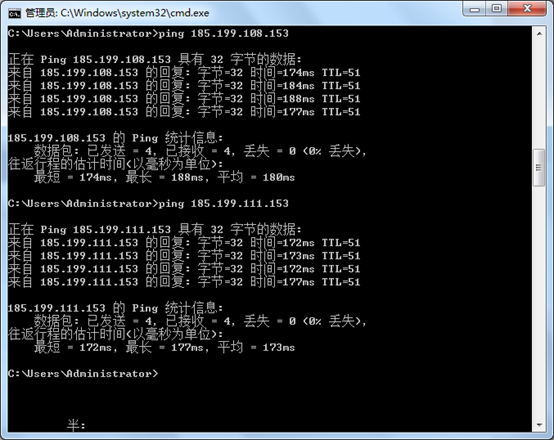 管理员: C:\Windows\system32\cmd.exe
C:\Users\Administrator>ping 185.199.108.153
正在 Ping 185.199.108.153 具有 32 字节的数据:
来自 185.199.108.153 的回复: 字节=32 时间=174ms TTL=51
来自 185.199.108.153 的回复: 字节=32 时间=184ms TTL=51
来自 185.199.108.153 的回复: 字节=32 时间=188ms TTL=51
来自 185.199.108.153 的回复: 字节=32 时间=177ms TTL=51
185.199.108.153 的 Ping 统计信息:
数据包: 已发送 = 4, 已接收 = 4, 丢失 = 0 (0% 丢失),
往返行程的估计时间(以毫秒为单位):
最短 = 174ms, 最长 = 188ms, 平均 = 180ms
C:\Users\Administrator>ping 185.199.111.153
正在 Ping 185.199.111.153 具有 32 字节的数据:
来自 185.199.111.153 的回复: 字节=32 时间=172ms TTL=51
来自 185.199.111.153 的回复: 字节=32 时间=173ms TTL=51
来自 185.199.111.153 的回复: 字节=32 时间=172ms TTL=51
来自 185.199.111.153 的回复: 字节=32 时间=177ms TTL=51
185.199.111.153 的 Ping 统计信息:
数据包: 已发送 = 4, 已接收 = 4, 丢失 = 0 (0% 丢失),
往返行程的估计时间(以毫秒为单位):
最短 = 172ms, 最长 = 177ms, 平均 = 173ms
C:\Users\Administrator>
半: